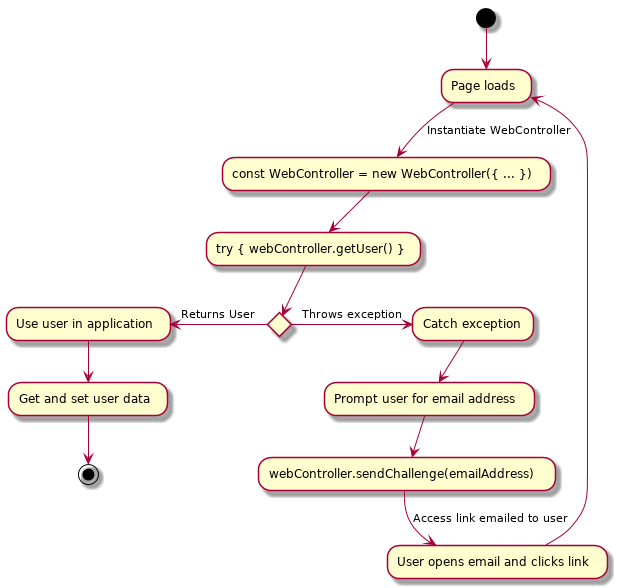 Page loads
Instantiate WebController
const WebController = new WebController({ ... })
try { webController.getUser() }
Returns User
Throws exception
Use user in application
Catch exception
Get and set user data
Prompt user for email address
webController.sendChallenge(emailAddress)
Access link emailed to user
User opens email and clicks link